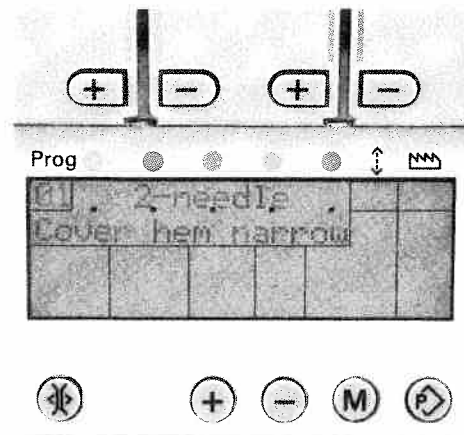 + − + −
Prog
01 2-needle
Cover hem narrow
+ − M P